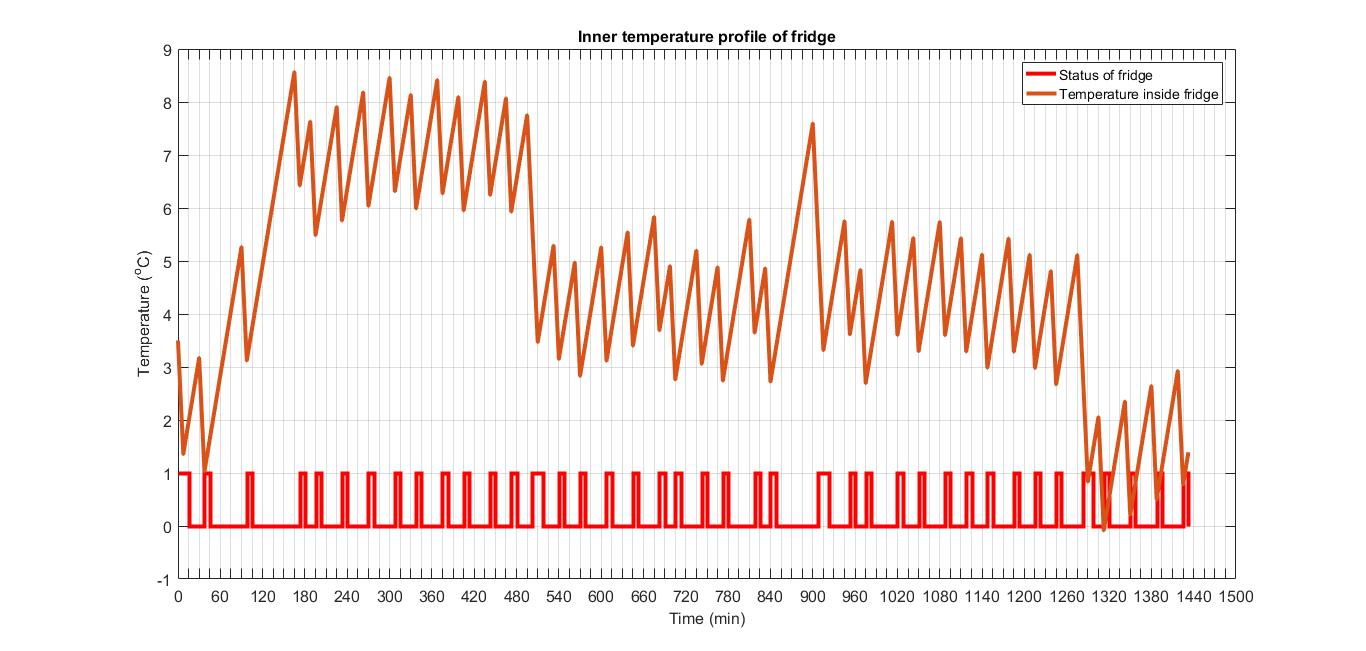 Inner temperature profile of fridge
Status of fridge
Temperature inside fridge
9
8
7
6
5
4
3
2
1
0
-1
Temperature (°C)
0 60 120 180 240 300 360 420 480 540 600 660 720 780 840 900 960 1020 1080 1140 1200 1260 1320 1380 1440 1500
Time (min)